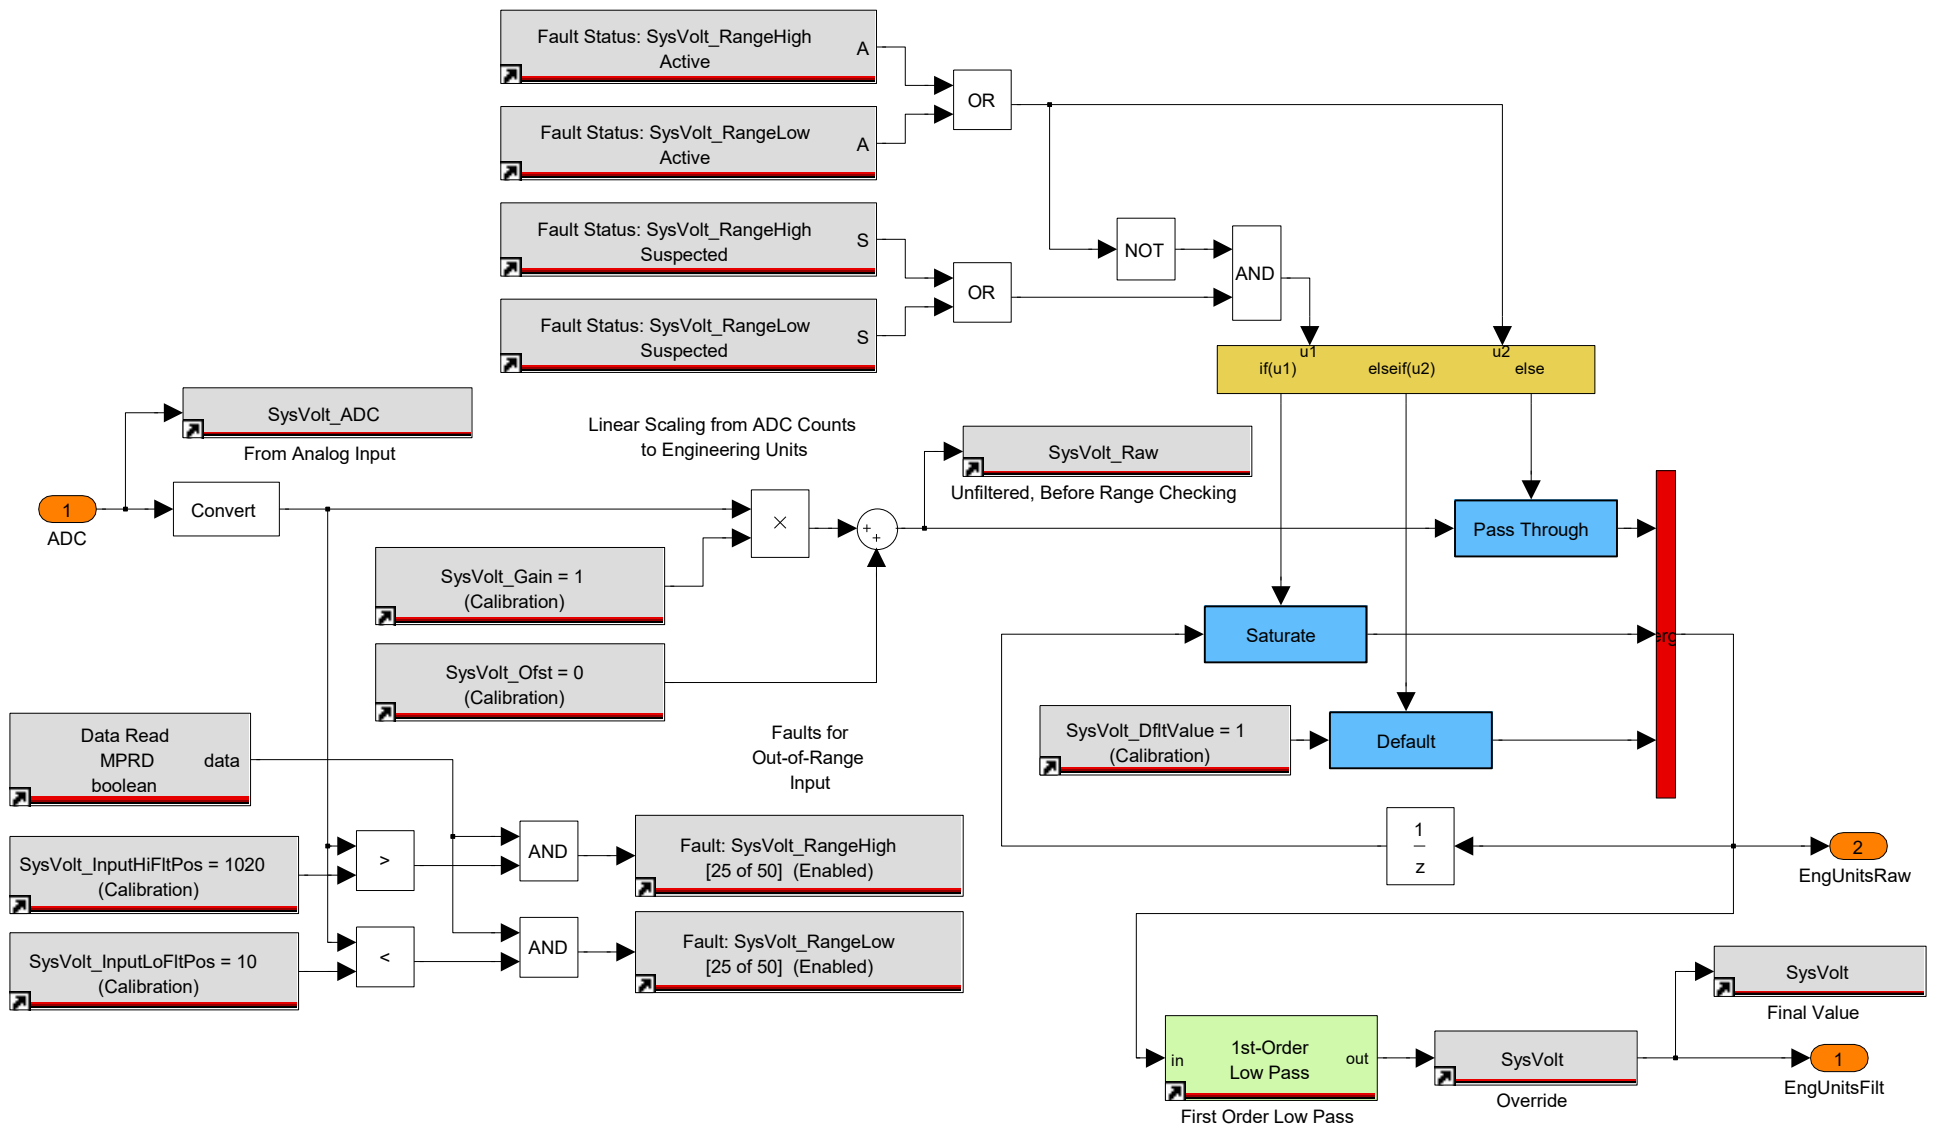 Fault Status: SysVolt_RangeHigh
Active
A
Fault Status: SysVolt_RangeLow
Active
A
OR
Fault Status: SysVolt_RangeHigh
Suspected
S
Fault Status: SysVolt_RangeLow
Suspected
S
OR
NOT
AND
u1
u2
if(u1)
elseif(u2)
else
SysVolt_ADC
From Analog Input
Linear Scaling from ADC Counts
to Engineering Units
SysVolt_Raw
Unfiltered, Before Range Checking
1
ADC
Convert
×
+
+
Pass Through
SysVolt_Gain = 1
(Calibration)
SysVolt_Ofst = 0
(Calibration)
Saturate
SysVolt_DfltValue = 1
(Calibration)
Default
Data Read
MPRD
boolean
data
Faults for
Out-of-Range
Input
SysVolt_InputHiFltPos = 1020
(Calibration)
>
AND
Fault: SysVolt_RangeHigh
[25 of 50]  (Enabled)
1
z
2
EngUnitsRaw
SysVolt_InputLoFltPos = 10
(Calibration)
<
AND
Fault: SysVolt_RangeLow
[25 of 50]  (Enabled)
SysVolt
Final Value
in
1st-Order
Low Pass
out
First Order Low Pass
SysVolt
Override
1
EngUnitsFilt